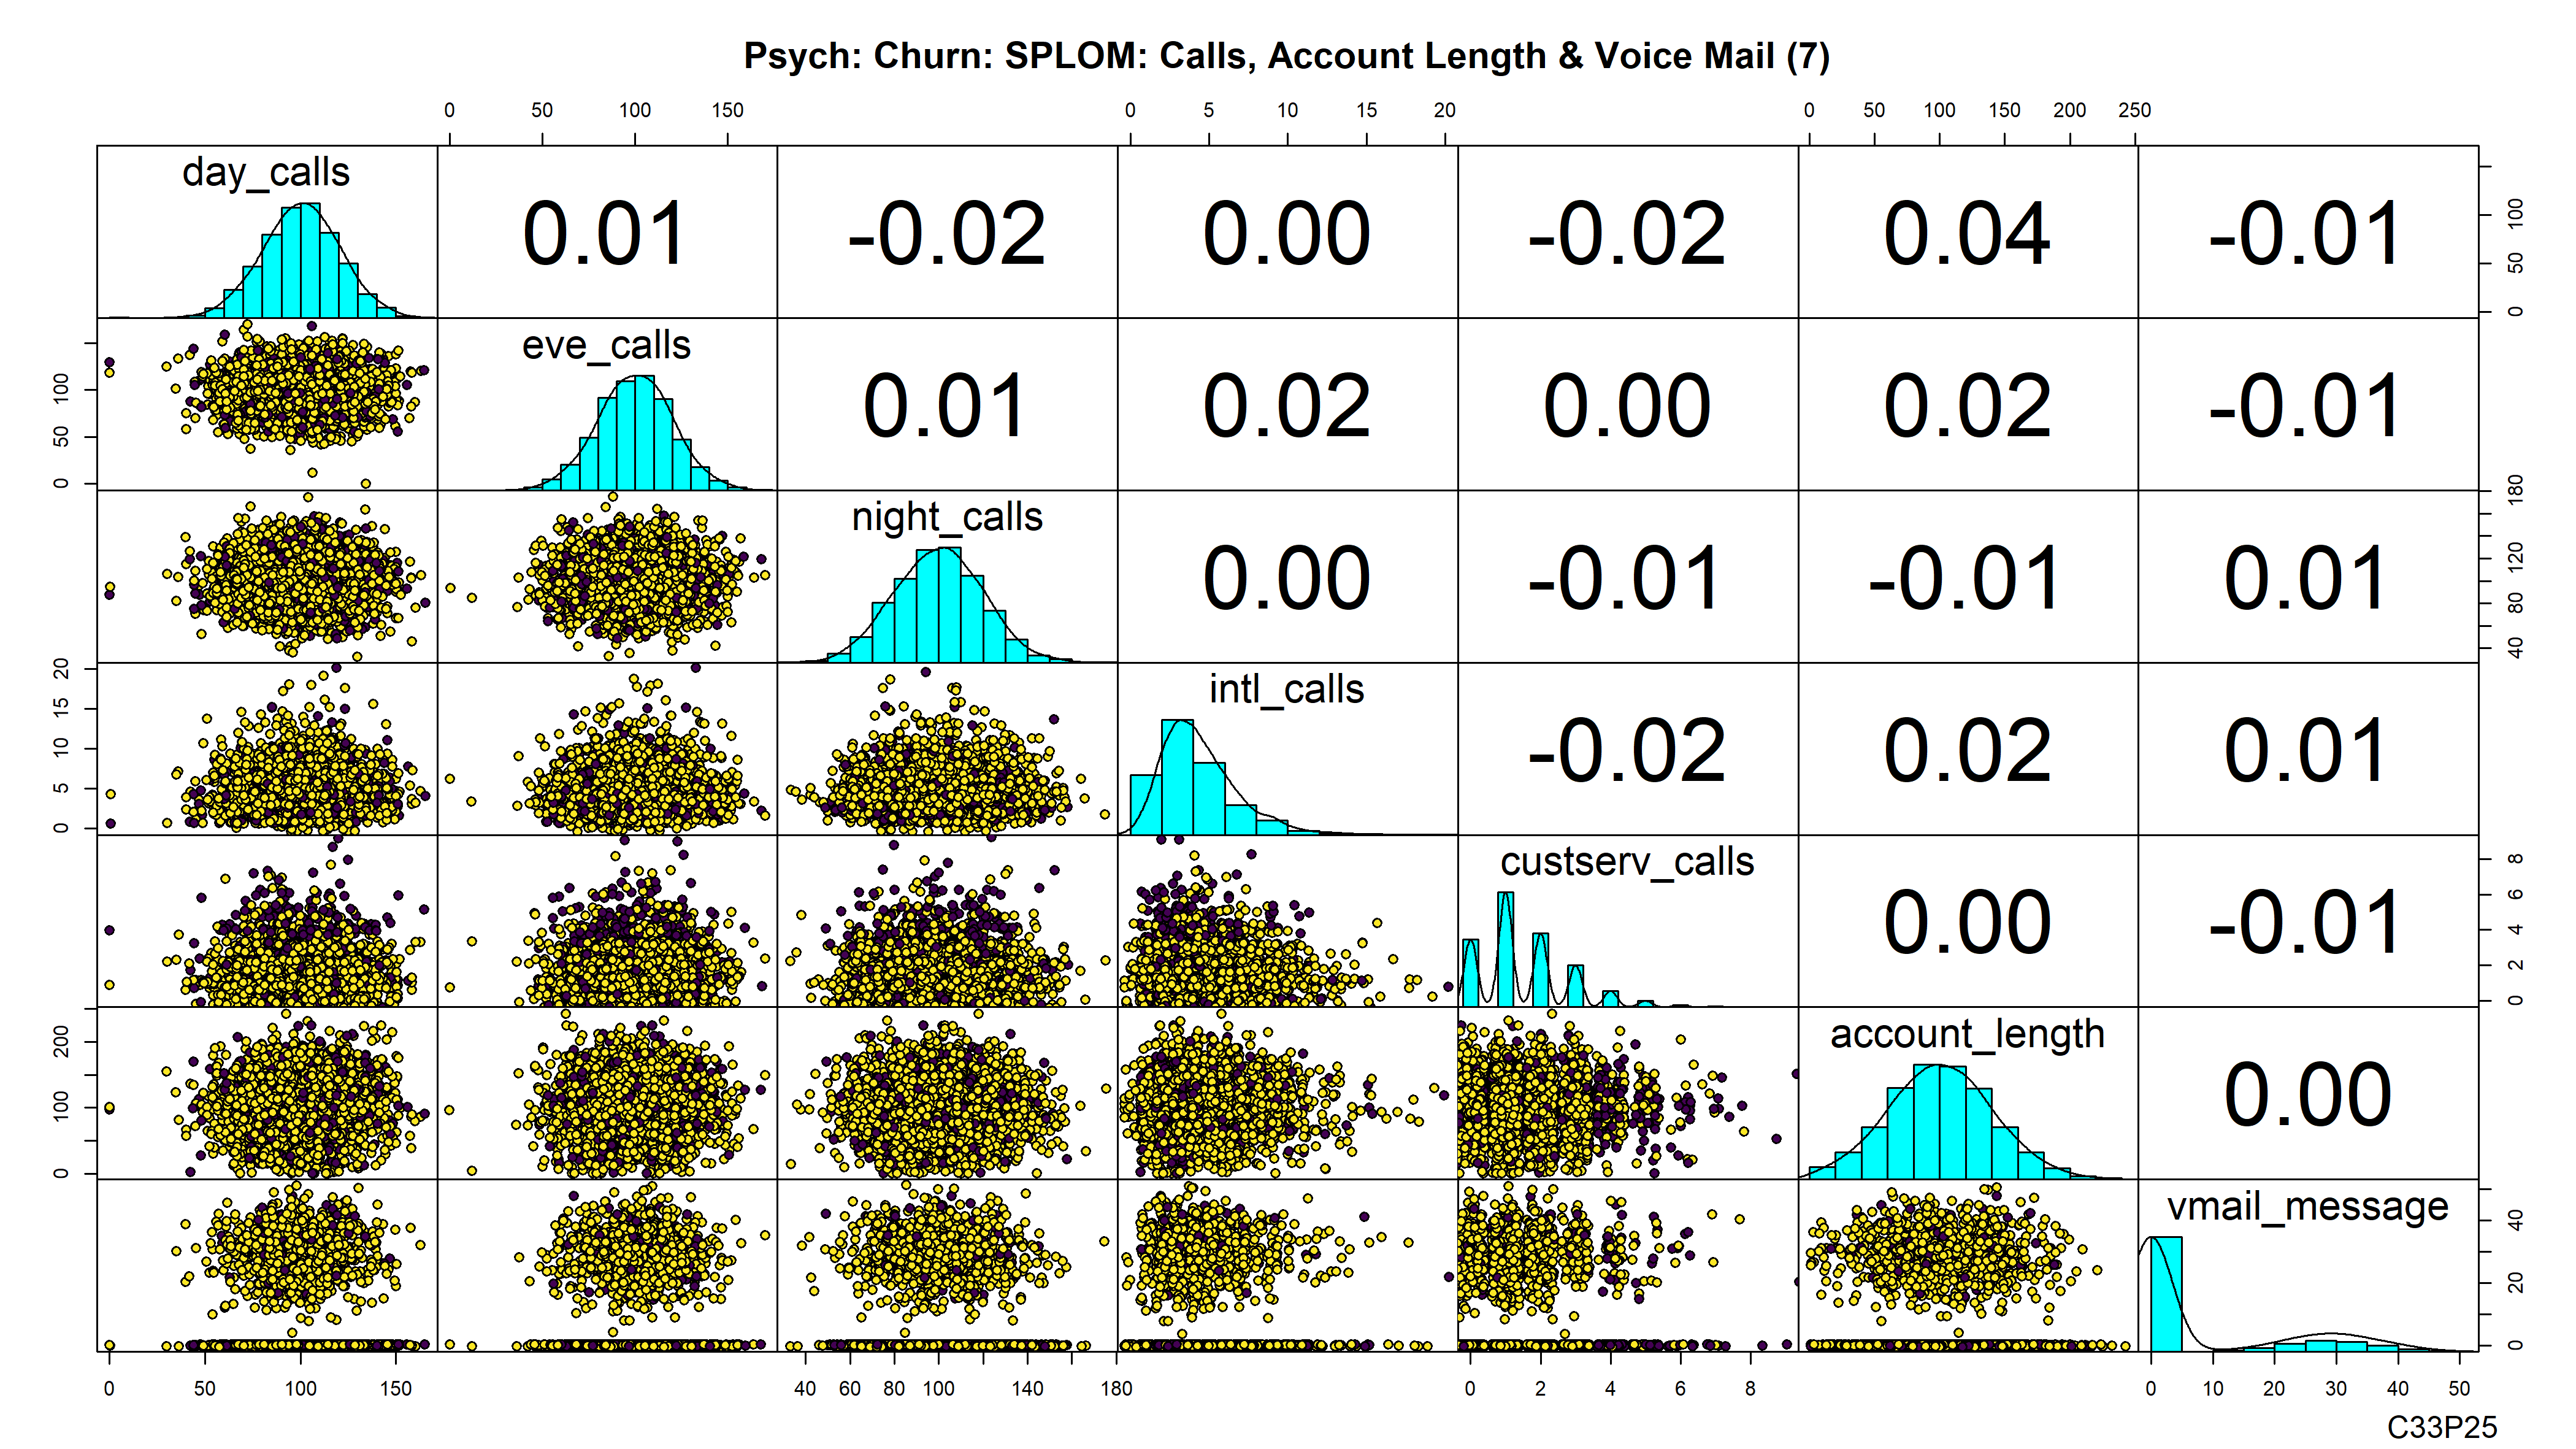 Psych: Churn: SPLOM: Calls, Account Length & Voice Mail (7)
0 50 100 150 0 5 10 15 20 0 50 100 150 200 250
day_calls 0.01 -0.02 0.00 -0.02 0.04 -0.01
0 50 100
eve_calls 0.01 0.02 0.00 0.02 -0.01
0 50 100
night_calls 0.00 -0.01 -0.01 0.01
40 80 120 180
intl_calls -0.02 0.02 0.01
0 5 10 15 20
custserv_calls 0.00 -0.01
0 2 4 6 8
account_length 0.00
0 100 200
vmail_message
0 20 40
0 50 100 150 40 60 80 100 140 180 0 2 4 6 8 0 10 20 30 40 50
C33P25